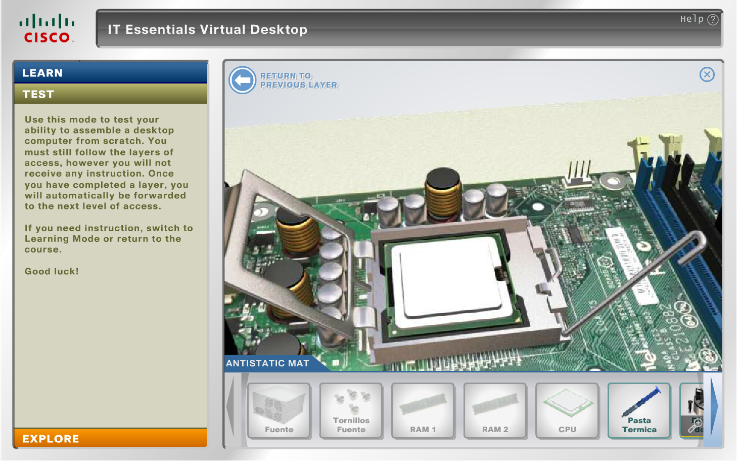 CISCO
IT Essentials Virtual Desktop
Help ?
LEARN
TEST
Use this mode to test your
ability to assemble a desktop
computer from scratch. You
must still follow the layers of
access, however you will not
receive any instruction. Once
you have completed a layer, you
will automatically be forwarded
to the next level of access.
If you need instruction, switch to
Learning Mode or return to the
course.
Good luck!
EXPLORE
RETURN TO
PREVIOUS LAYER
ANTISTATIC MAT
Fuente
Tornillos
Fuente
RAM 1
RAM 2
CPU
Pasta
Termica